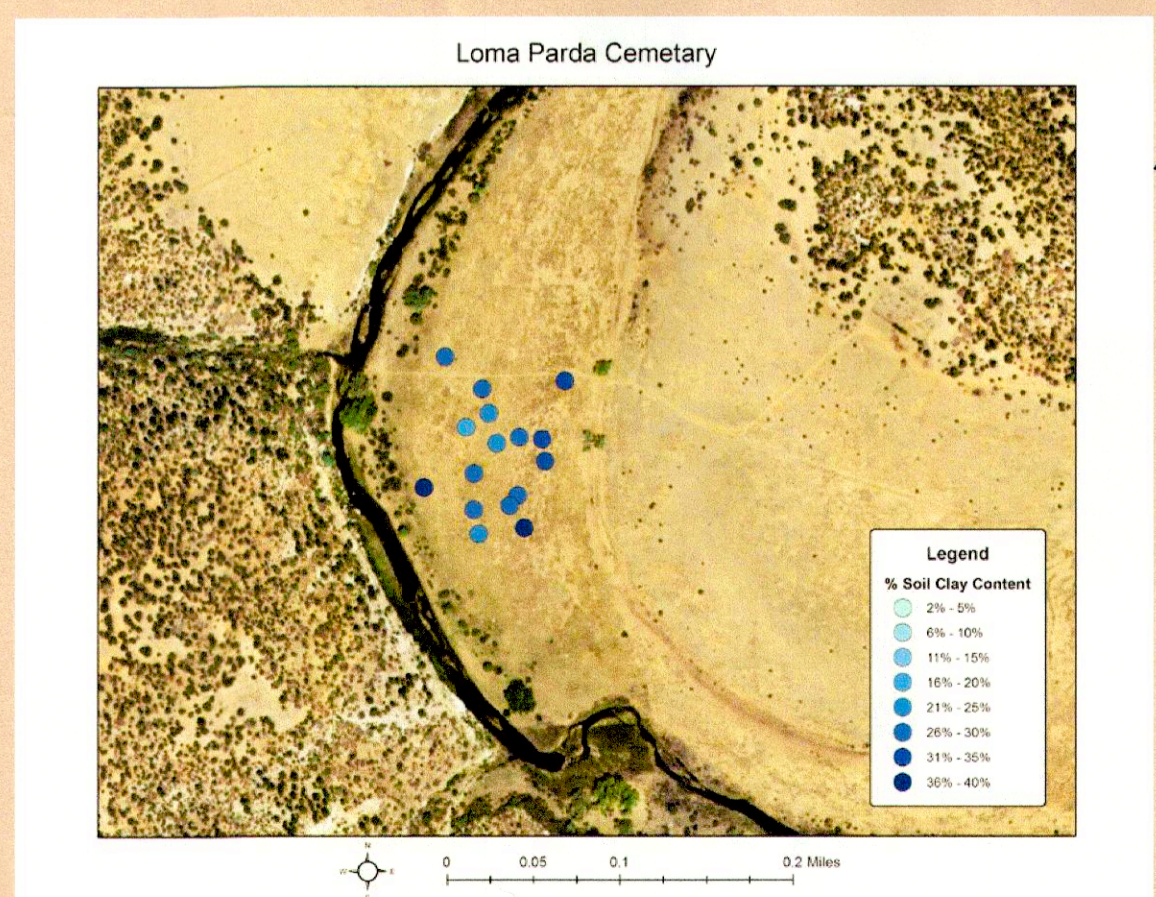 Loma Parda Cemetary
Legend
% Soil Clay Content
2% - 5%
6% - 10%
11% - 15%
16% - 20%
21% - 25%
26% - 30%
31% - 35%
36% - 40%
N
W E
S
0 0.05 0.1 0.2 Miles